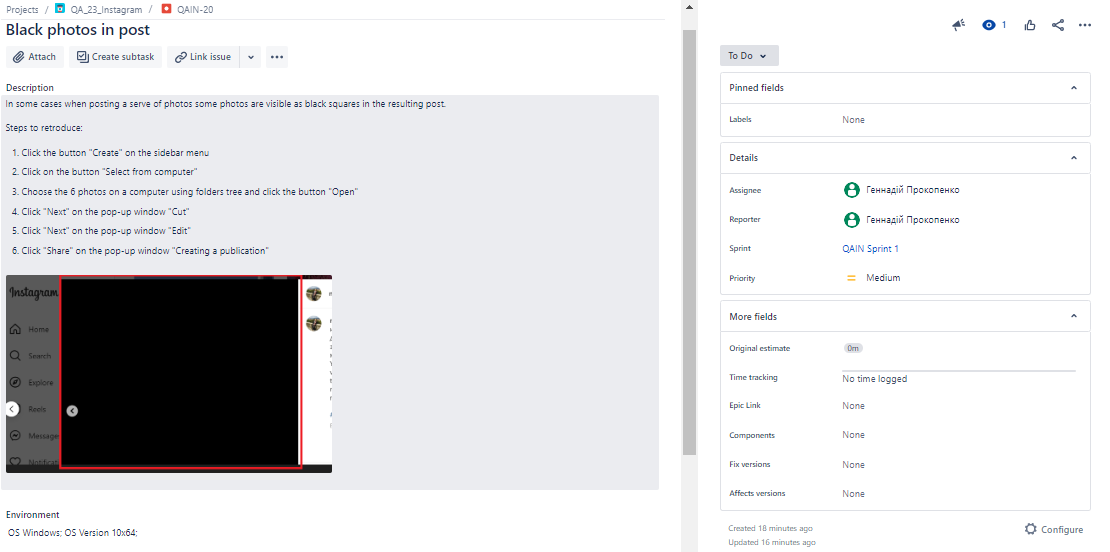 Projects / QA_23_Instagram / QAIN-20
Black photos in post
Attach Create subtask Link issue
Description
In some cases when posting a serve of photos some photos are visible as black squares in the resulting post.
Steps to retroduce:
1. Click the button "Create" on the sidebar menu
2. Click on the button "Select from computer"
3. Choose the 6 photos on a computer using folders tree and click the button "Open"
4. Click "Next" on the pop-up window "Cut"
5. Click "Next" on the pop-up window "Edit"
6. Click "Share" on the pop-up window "Creating a publication"
Instagram
Home
Search
Explore
Reels
Message
Notificat
Environment
OS Windows; OS Version 10x64;
1
To Do
Pinned fields
Labels None
Details
Assignee Геннадій Прокопенко
Reporter Геннадій Прокопенко
Sprint QAIN Sprint 1
Priority Medium
More fields
Original estimate 0m
Time tracking No time logged
Epic Link None
Components None
Fix versions None
Affects versions None
Created 18 minutes ago
Updated 16 minutes ago
Configure